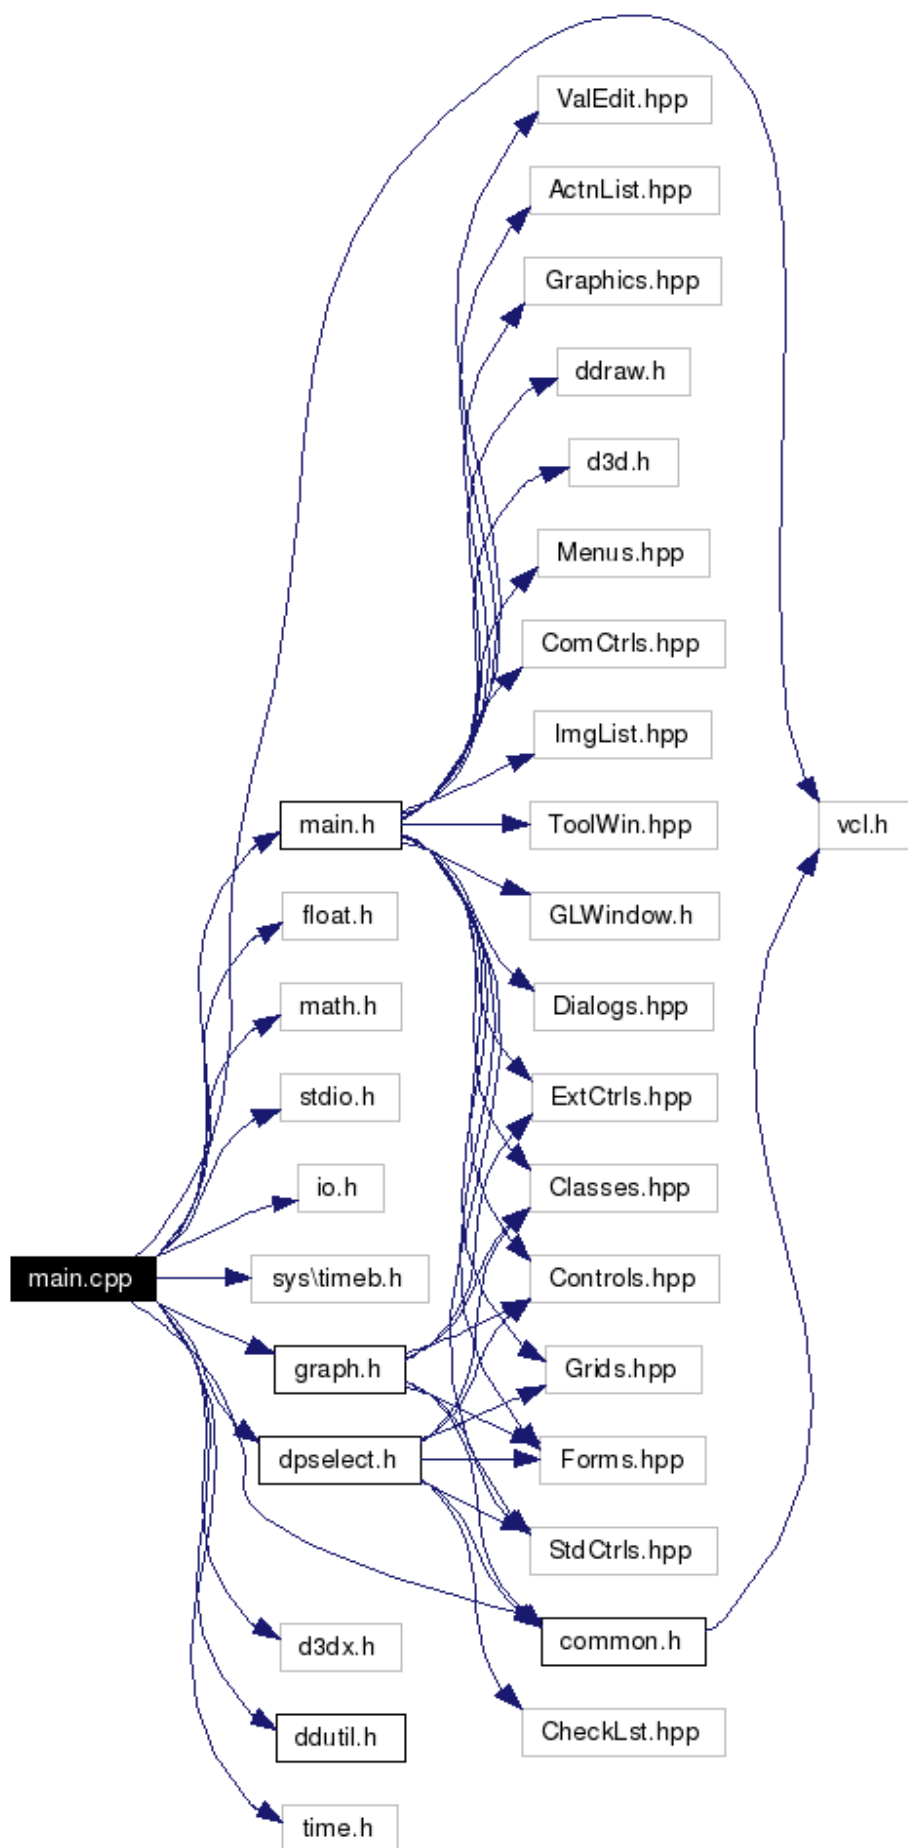 ValEdit.hpp
ActnList.hpp
Graphics.hpp
ddraw.h
d3d.h
Menus.hpp
ComCtrls.hpp
ImgList.hpp
main.h
ToolWin.hpp
vcl.h
float.h
GLWindow.h
math.h
Dialogs.hpp
stdio.h
ExtCtrls.hpp
io.h
Classes.hpp
main.cpp
sys\timeb.h
Controls.hpp
graph.h
Grids.hpp
dpselect.h
Forms.hpp
StdCtrls.hpp
d3dx.h
common.h
ddutil.h
CheckLst.hpp
time.h